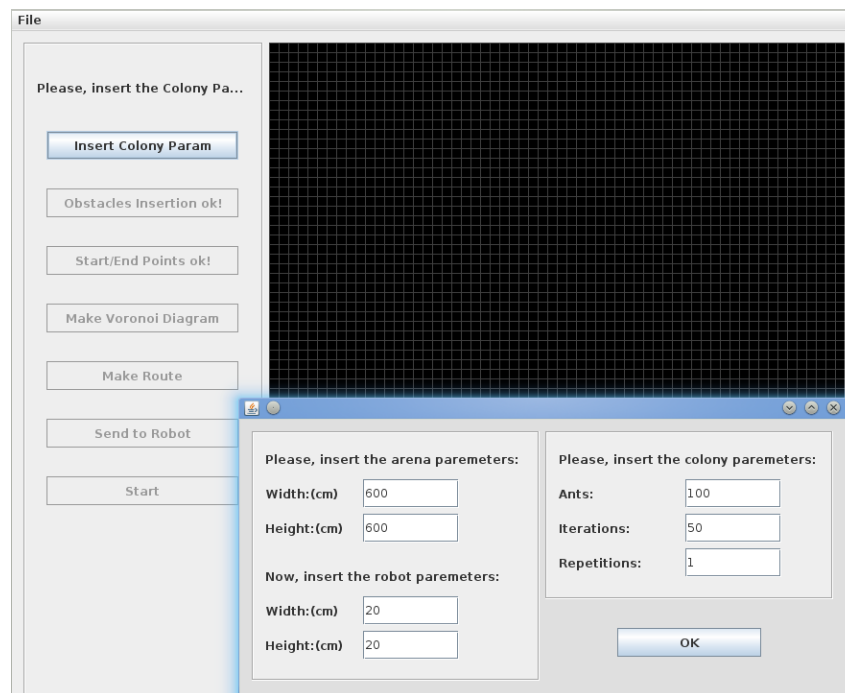 File
Please, insert the Colony Pa...
Insert Colony Param
Obstacles Insertion ok!
Start/End Points ok!
Make Voronoi Diagram
Make Route
Send to Robot
Start
Please, insert the arena paremeters:
Width:(cm) 600
Height:(cm) 600
Now, insert the robot paremeters:
Width:(cm) 20
Height:(cm) 20
Please, insert the colony paremeters:
Ants: 100
Iterations: 50
Repetitions: 1
OK